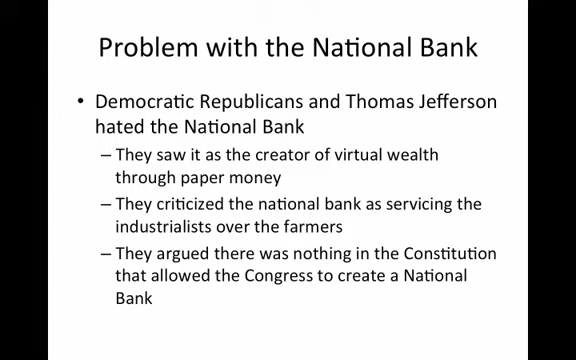 Problem with the National Bank
• Democratic Republicans and Thomas Jefferson
hated the National Bank
– They saw it as the creator of virtual wealth
through paper money
– They criticized the national bank as servicing the
industrialists over the farmers
– They argued there was nothing in the Constitution
that allowed the Congress to create a National
Bank